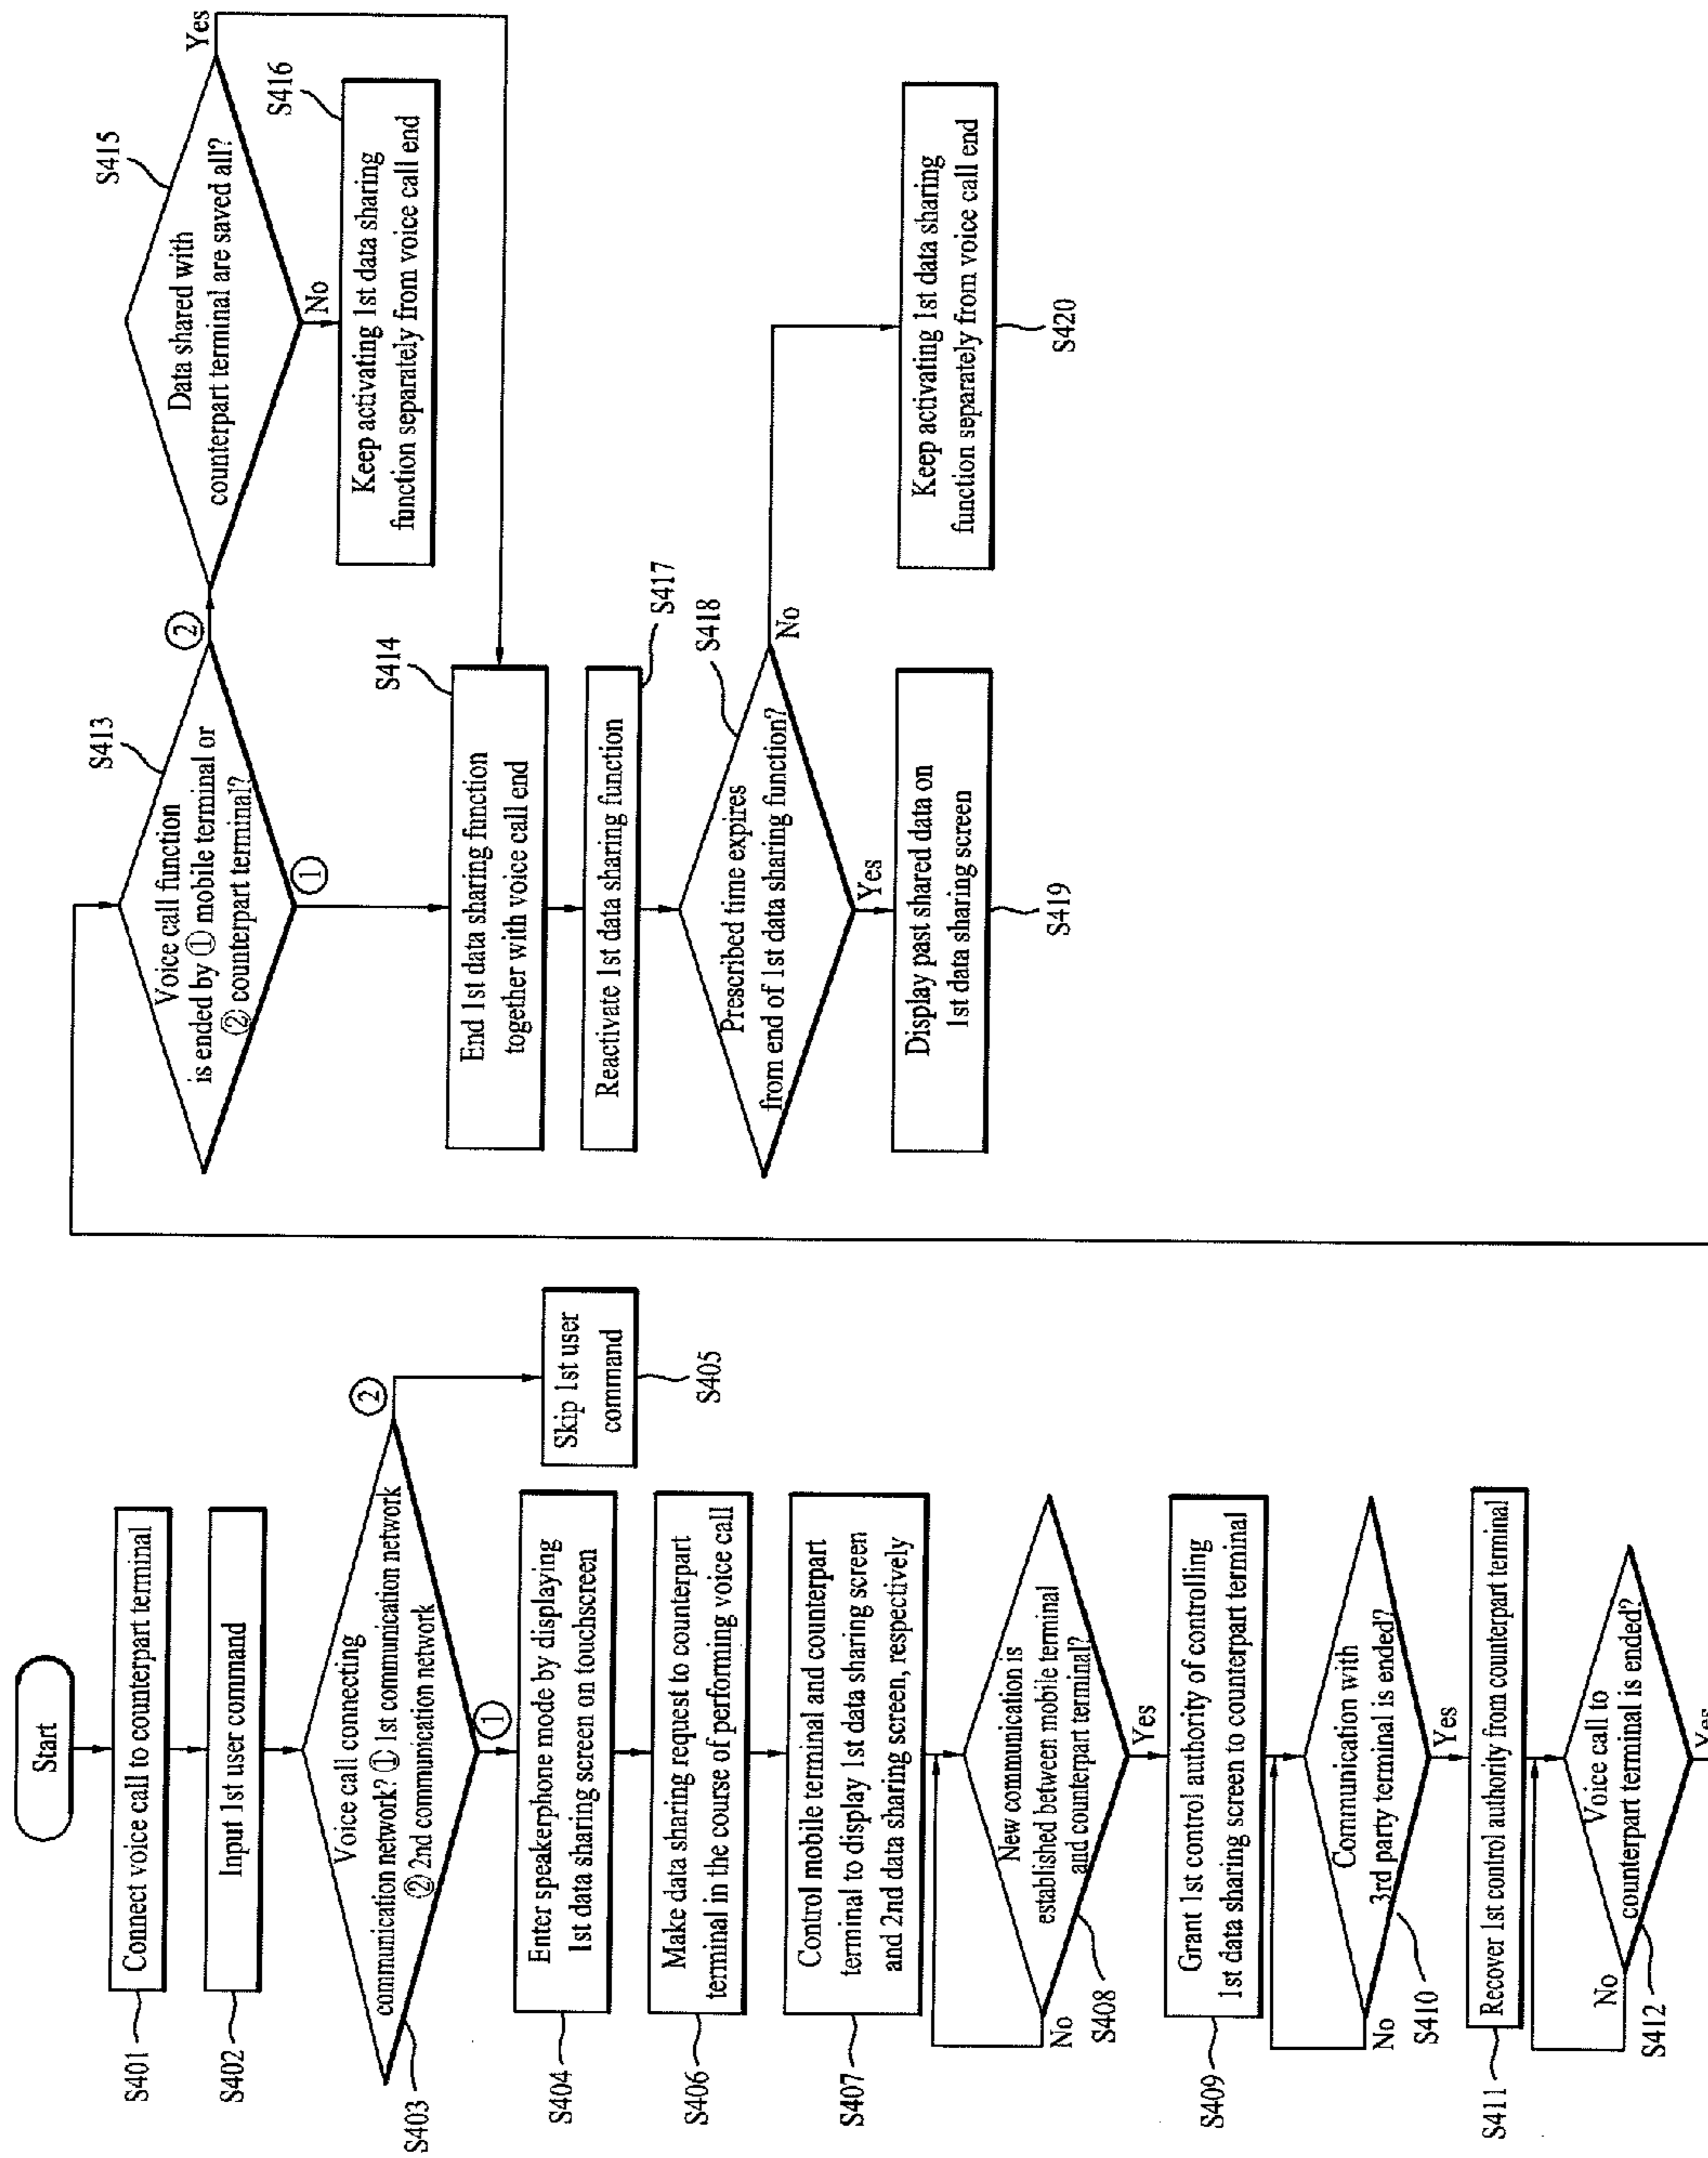 Start
S401
Connect voice call to counterpart terminal
S402
Input 1st user command
S403
Voice call connecting
communication network? ① 1st communication network
② 2nd communication network
①
②
S404
Enter speakerphone mode by displaying
1st data sharing screen on touchscreen
Skip 1st user
command
S405
S406
Make data sharing request to counterpart
terminal in the course of performing voice call
S407
Control mobile terminal and counterpart
terminal to display 1st data sharing screen
and 2nd data sharing screen, respectively
New communication is
established between mobile terminal
and counterpart terminal?
S408
No
Yes
S409
Grant 1st control authority of controlling
1st data sharing screen to counterpart terminal
Communication with
3rd party terminal is ended?
S410
No
Yes
S411
Recover 1st control authority from counterpart terminal
Voice call to
counterpart terminal is ended?
S412
No
Yes
S413
Voice call function
is ended by ① mobile terminal or
② counterpart terminal?
①
②
S415
Data shared with
counterpart terminal are saved all?
Yes
No
S416
Keep activating 1st data sharing
function separately from voice call end
S414
End 1st data sharing function
together with voice call end
S417
Reactivate 1st data sharing function
S418
Prescribed time expires
from end of 1st data sharing function?
No
Yes
Display past shared data on
1st data sharing screen
S419
Keep activating 1st data sharing
function separately from voice call end
S420